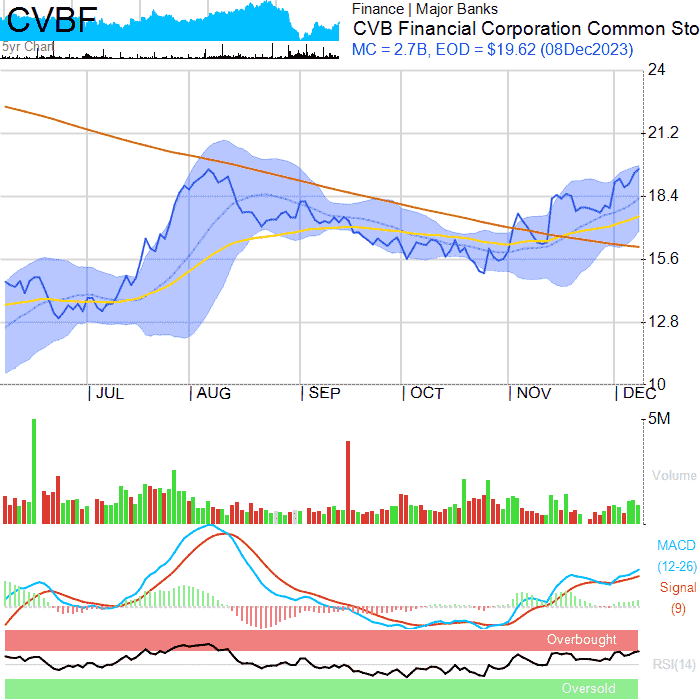 CVBF
5yr Chart
Finance | Major Banks
CVB Financial Corporation Common Sto
MC = 2.7B, EOD = $19.62 (08Dec2023)
24
21.2
18.4
15.6
12.8
10
JUL AUG SEP OCT NOV DEC
5M
Volume
MACD
(12-26)
Signal
(9)
Overbought
RSI(14)
Oversold